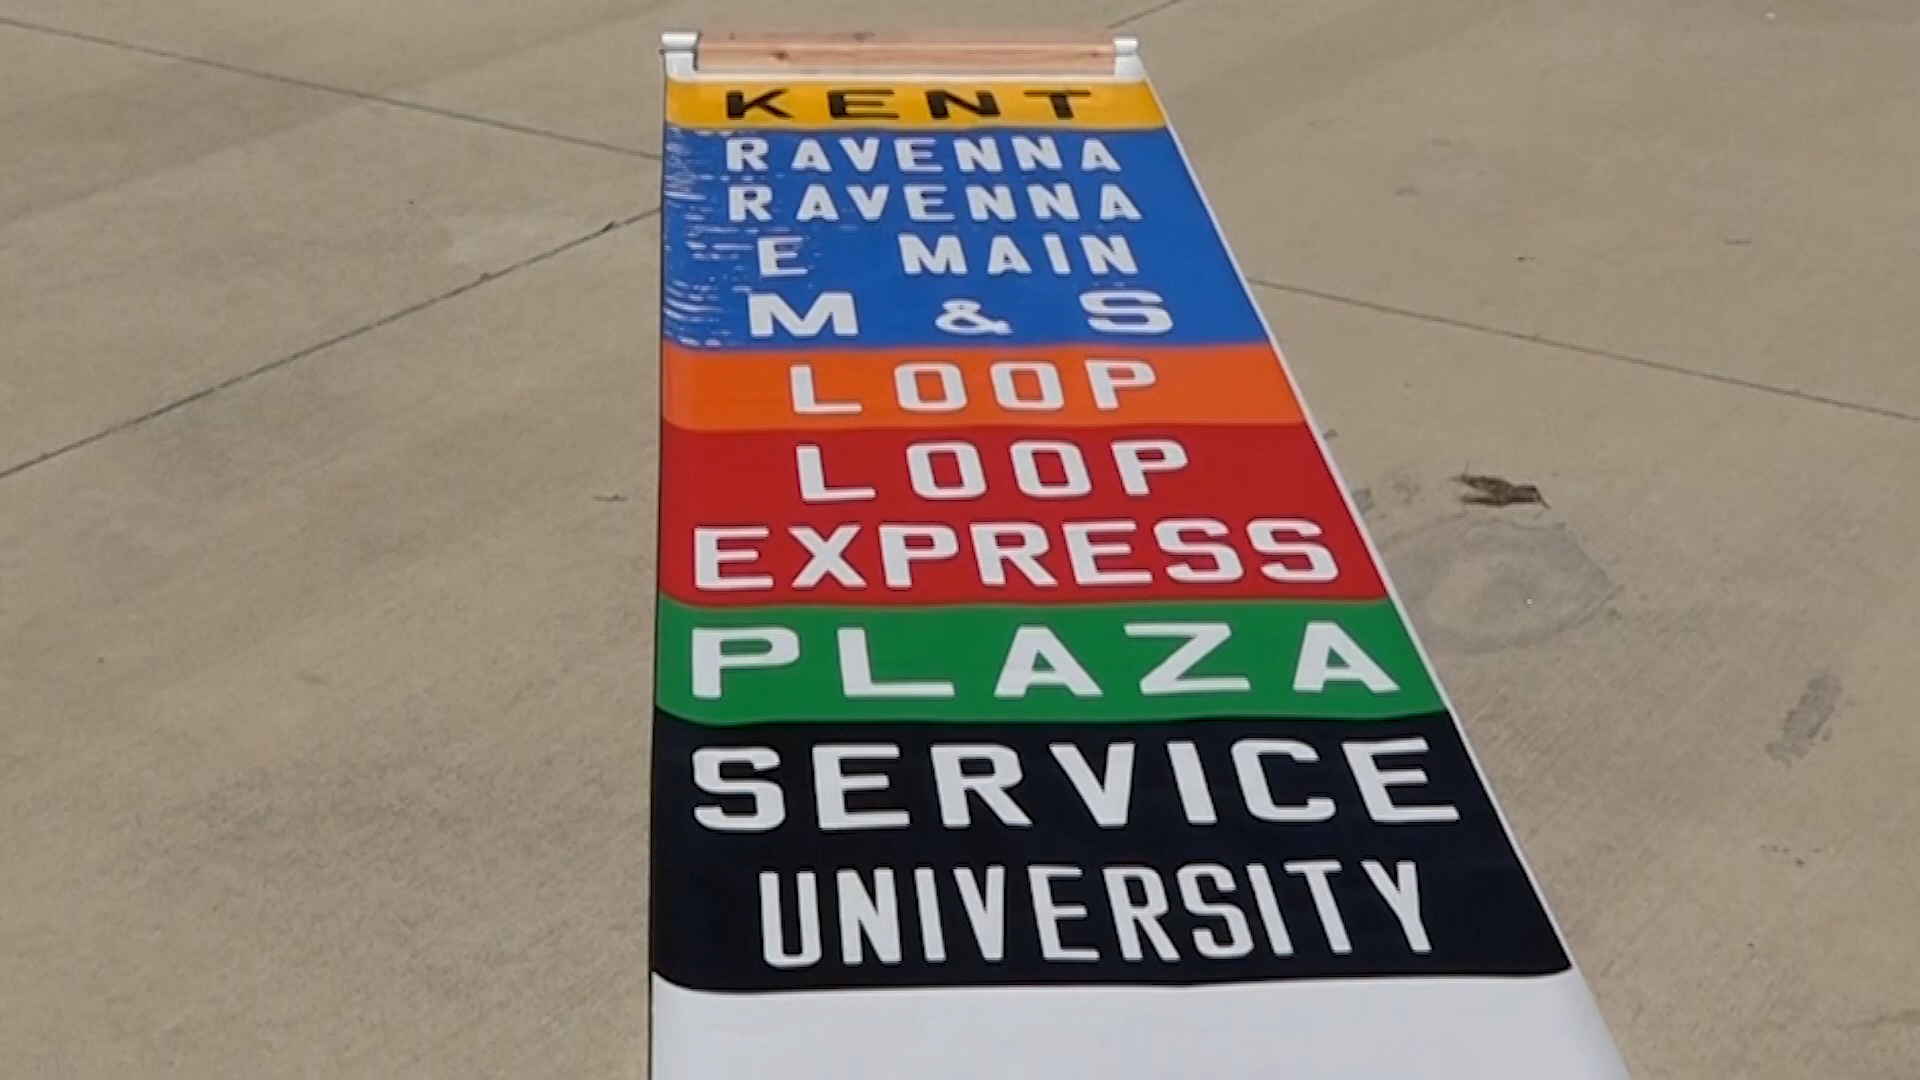 KENT
RAVENNA
RAVENNA
E MAIN
M & S
LOOP
LOOP
EXPRESS
PLAZA
SERVICE
UNIVERSITY